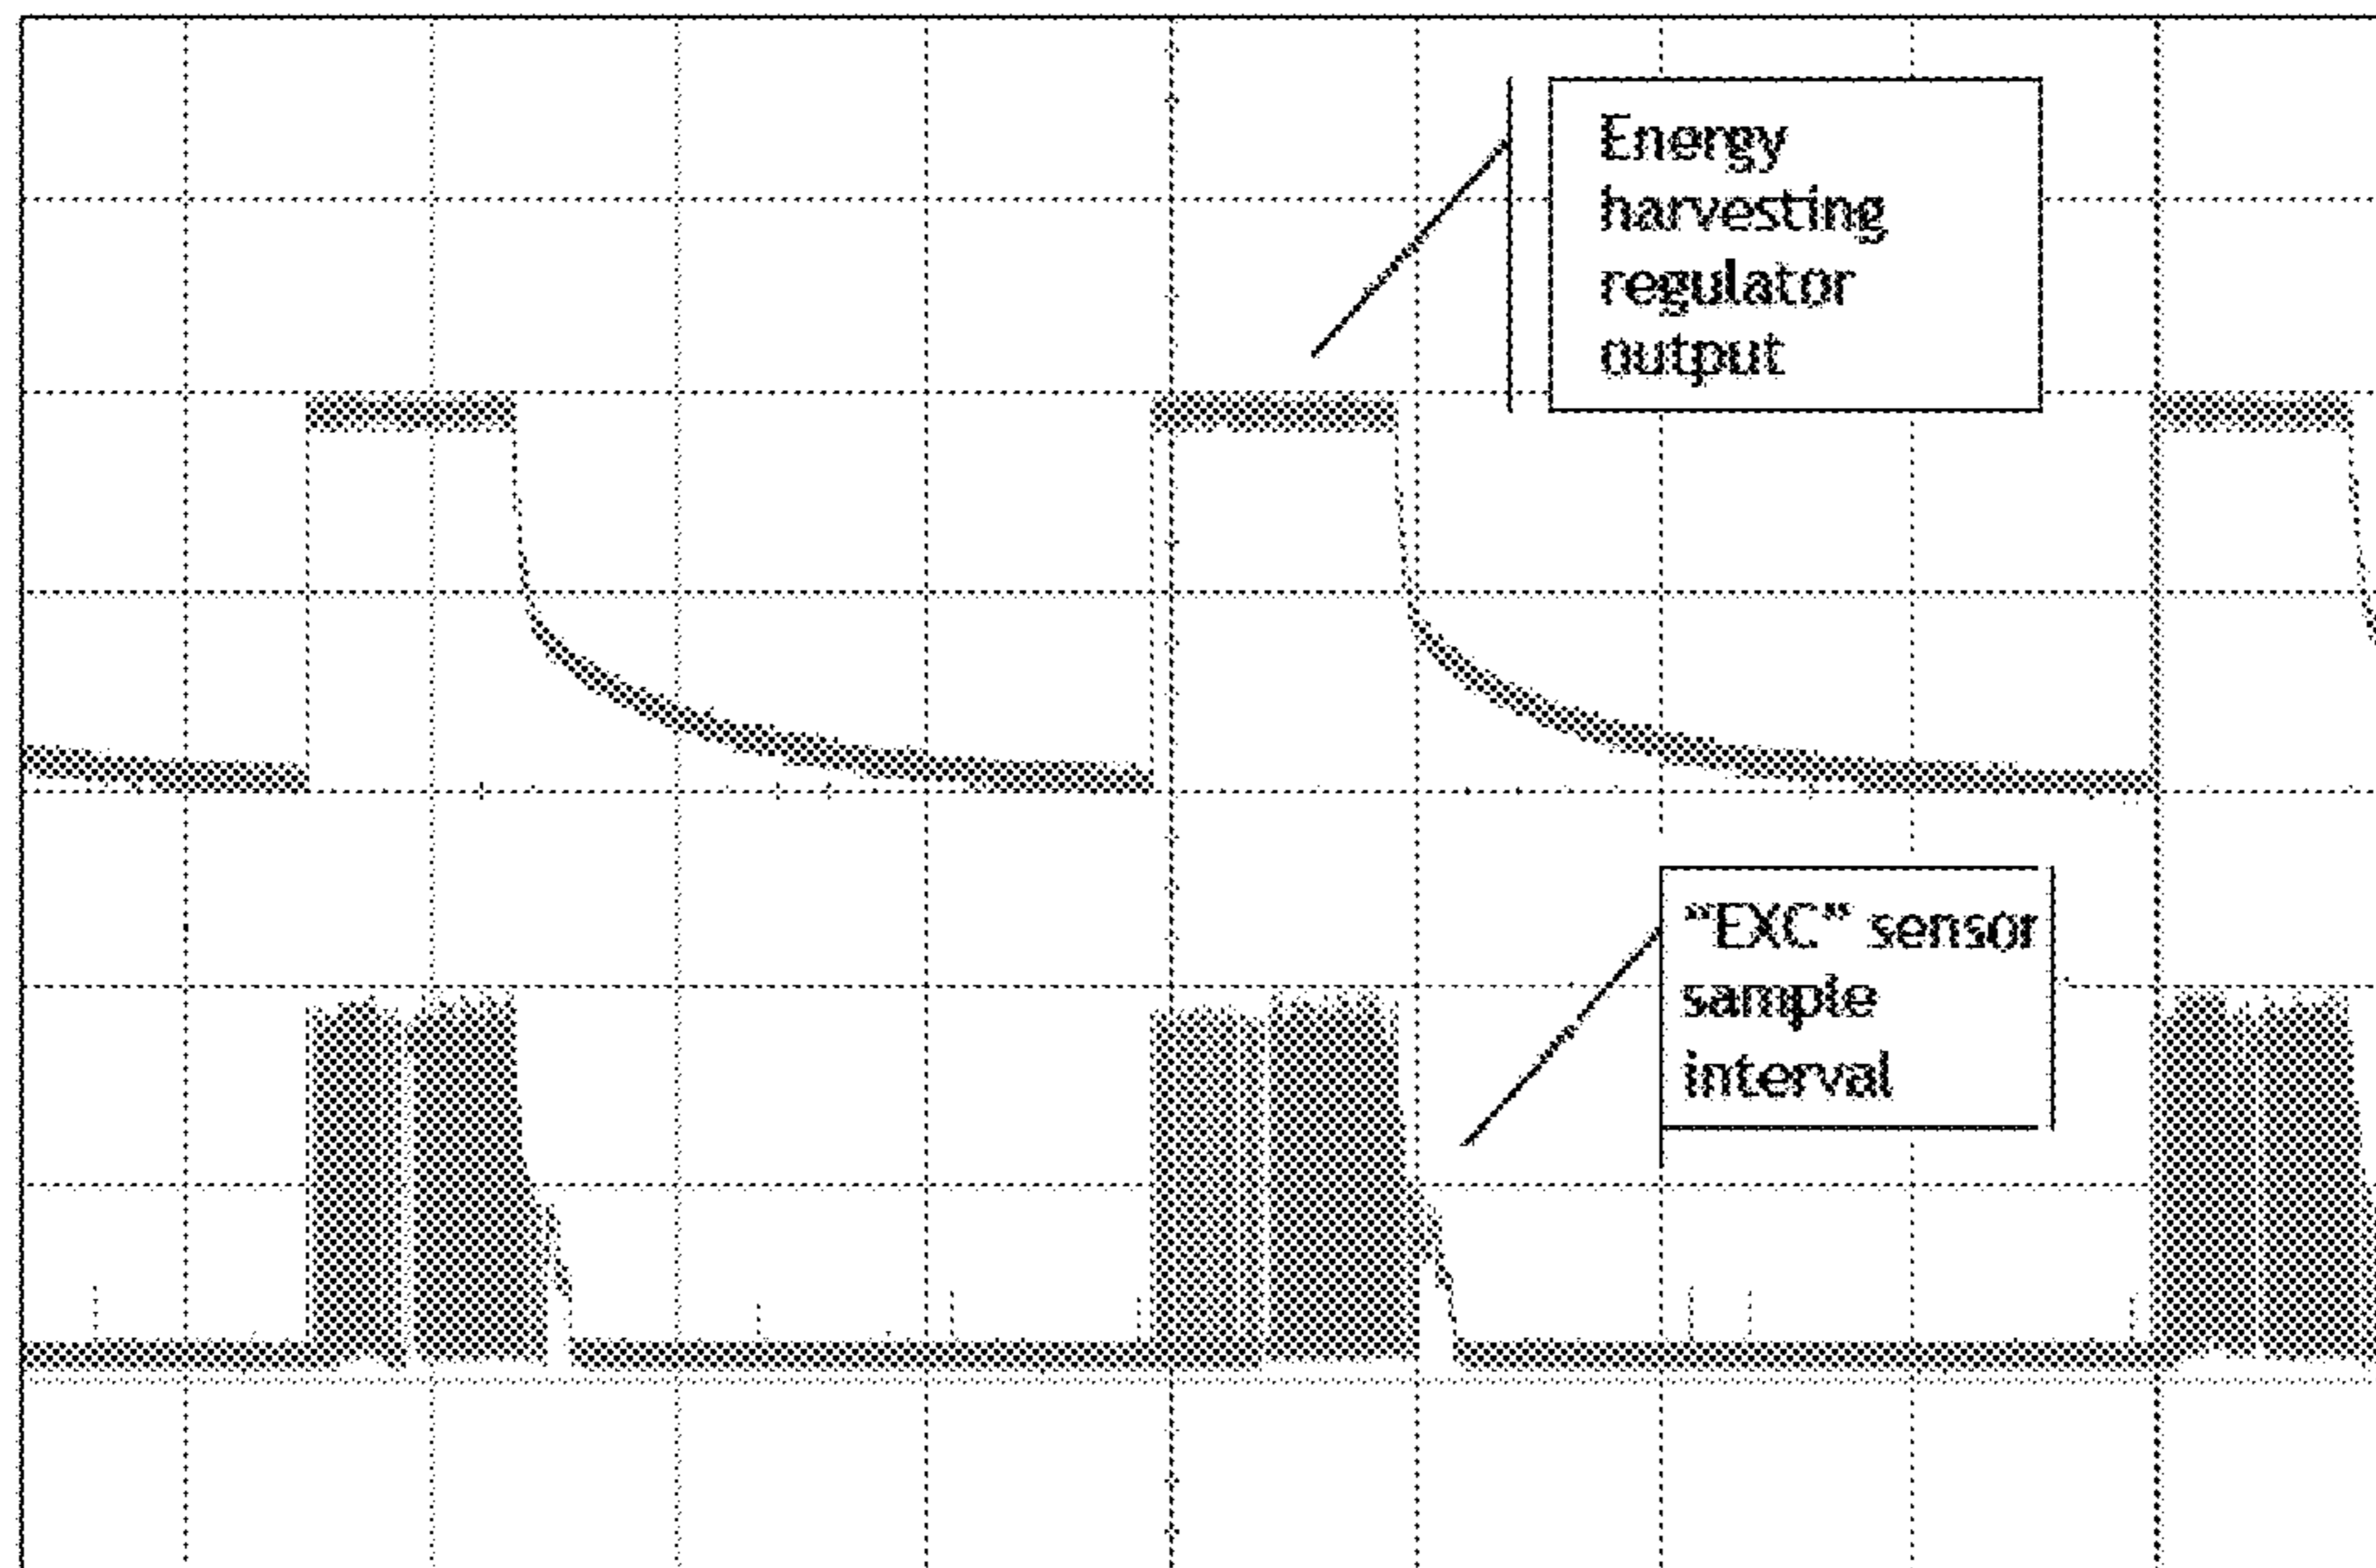 Energy
harvesting
regulator
output
“EXC” sensor
sample
interval